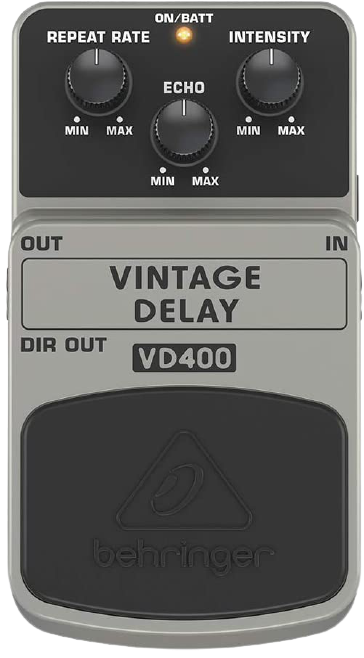 ON/BATT
REPEAT RATE
INTENSITY
ECHO
MIN MAX
MIN MAX
MIN MAX
OUT
IN
VINTAGE
DELAY
DIR OUT
VD400
behringer